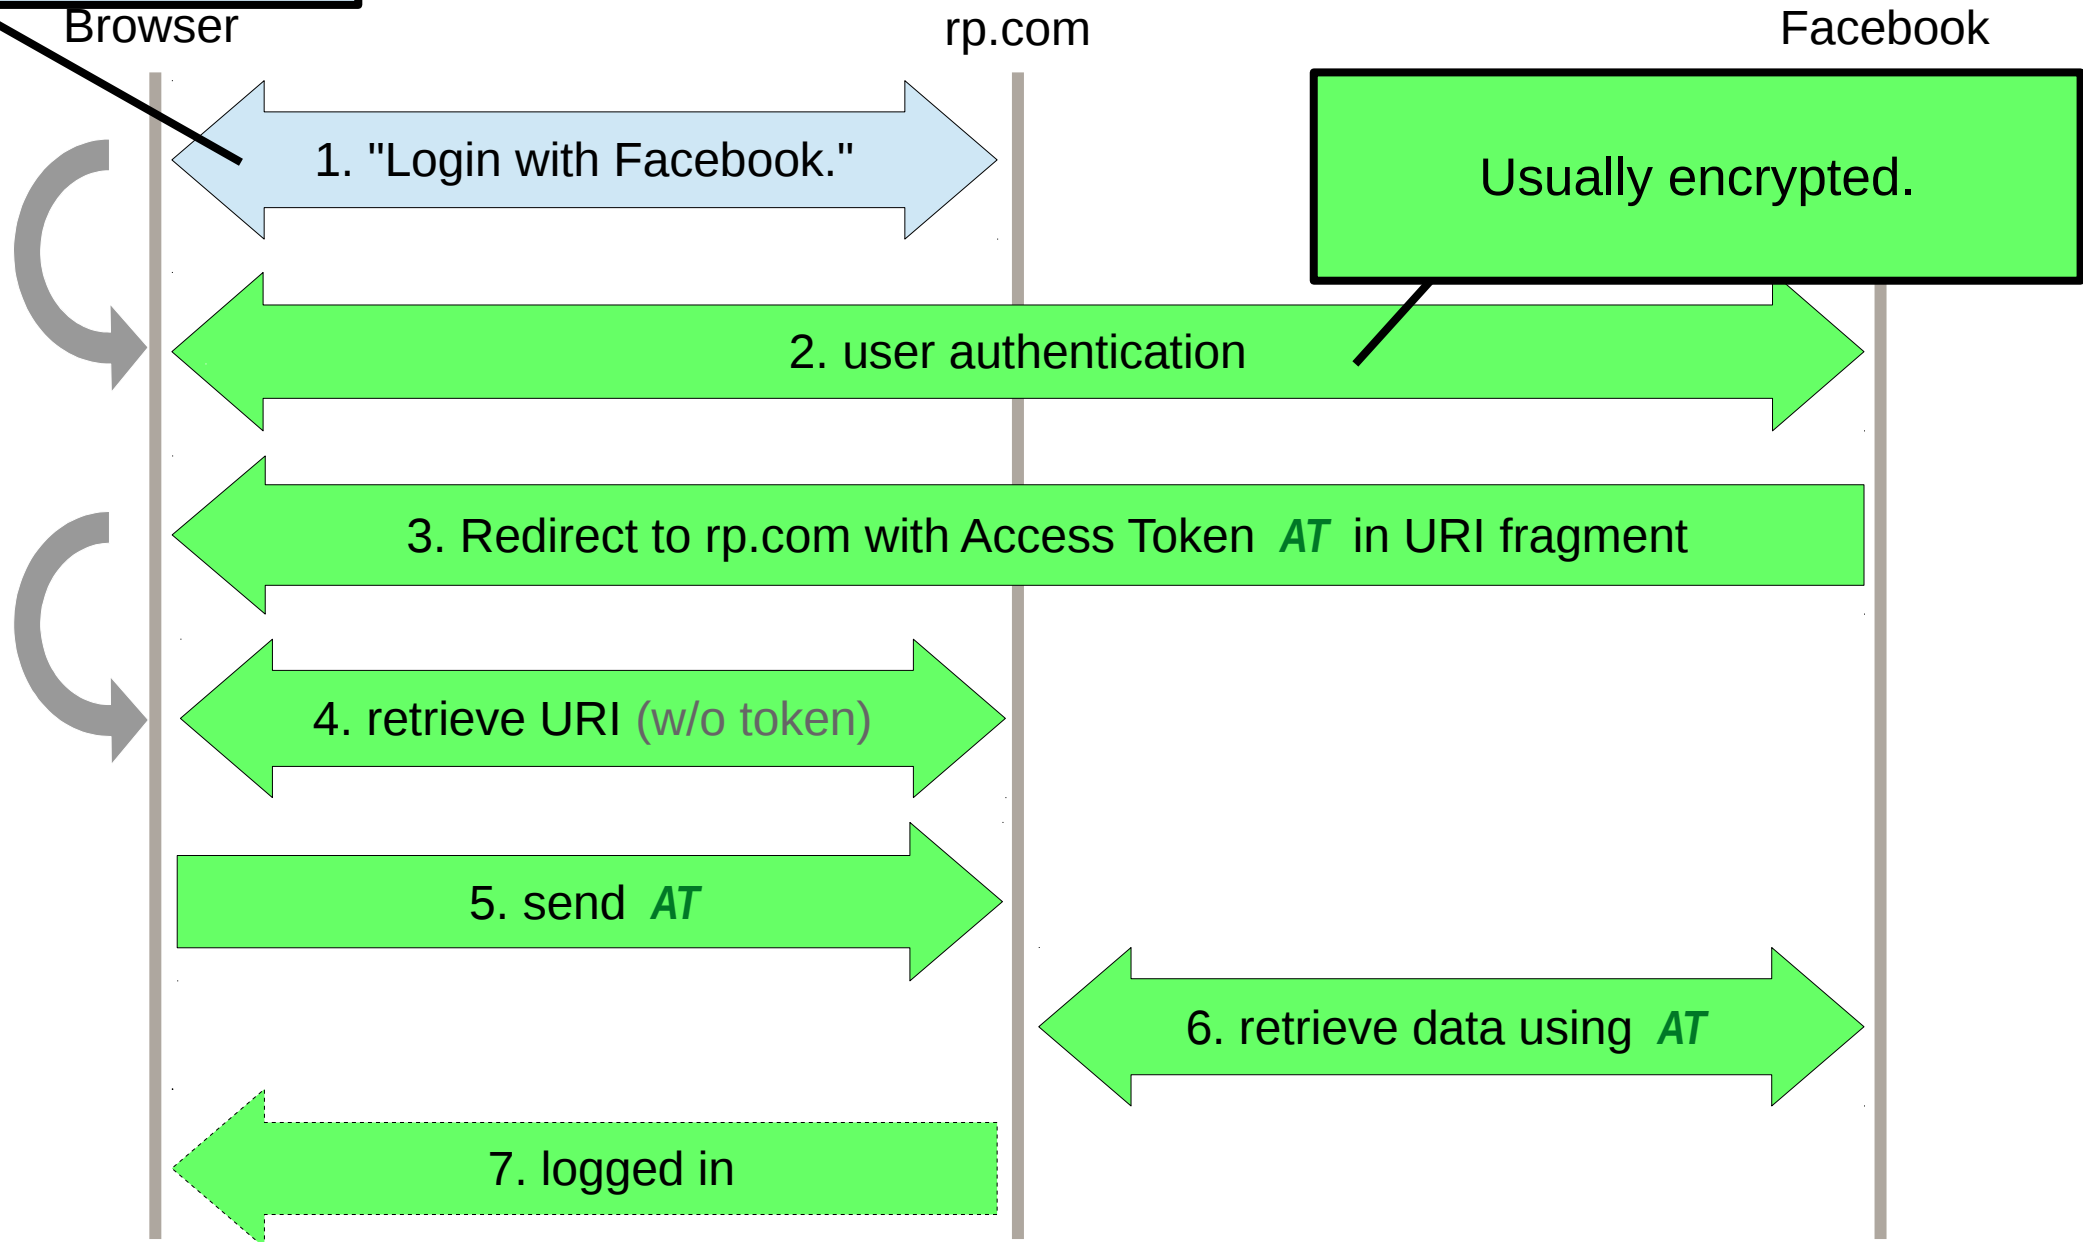 Browser
rp.com
Facebook
1. "Login with Facebook."
Usually encrypted.
2. user authentication
3. Redirect to rp.com with Access Token AT in URI fragment
4. retrieve URI (w/o token)
5. send AT
6. retrieve data using AT
7. logged in